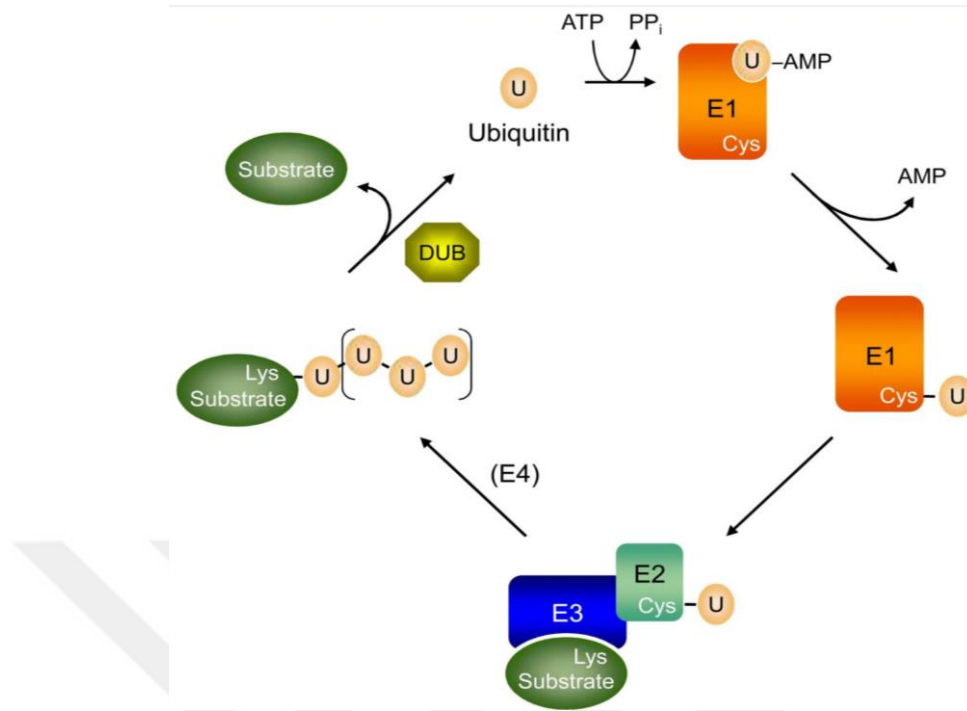 ATP PPi
U –AMP
E1
Cys
U
Ubiquitin
AMP
E1
Cys U
E2
Cys U
E3
Lys
Substrate
(E4)
Lys
Substrate
U U U U
DUB
Substrate